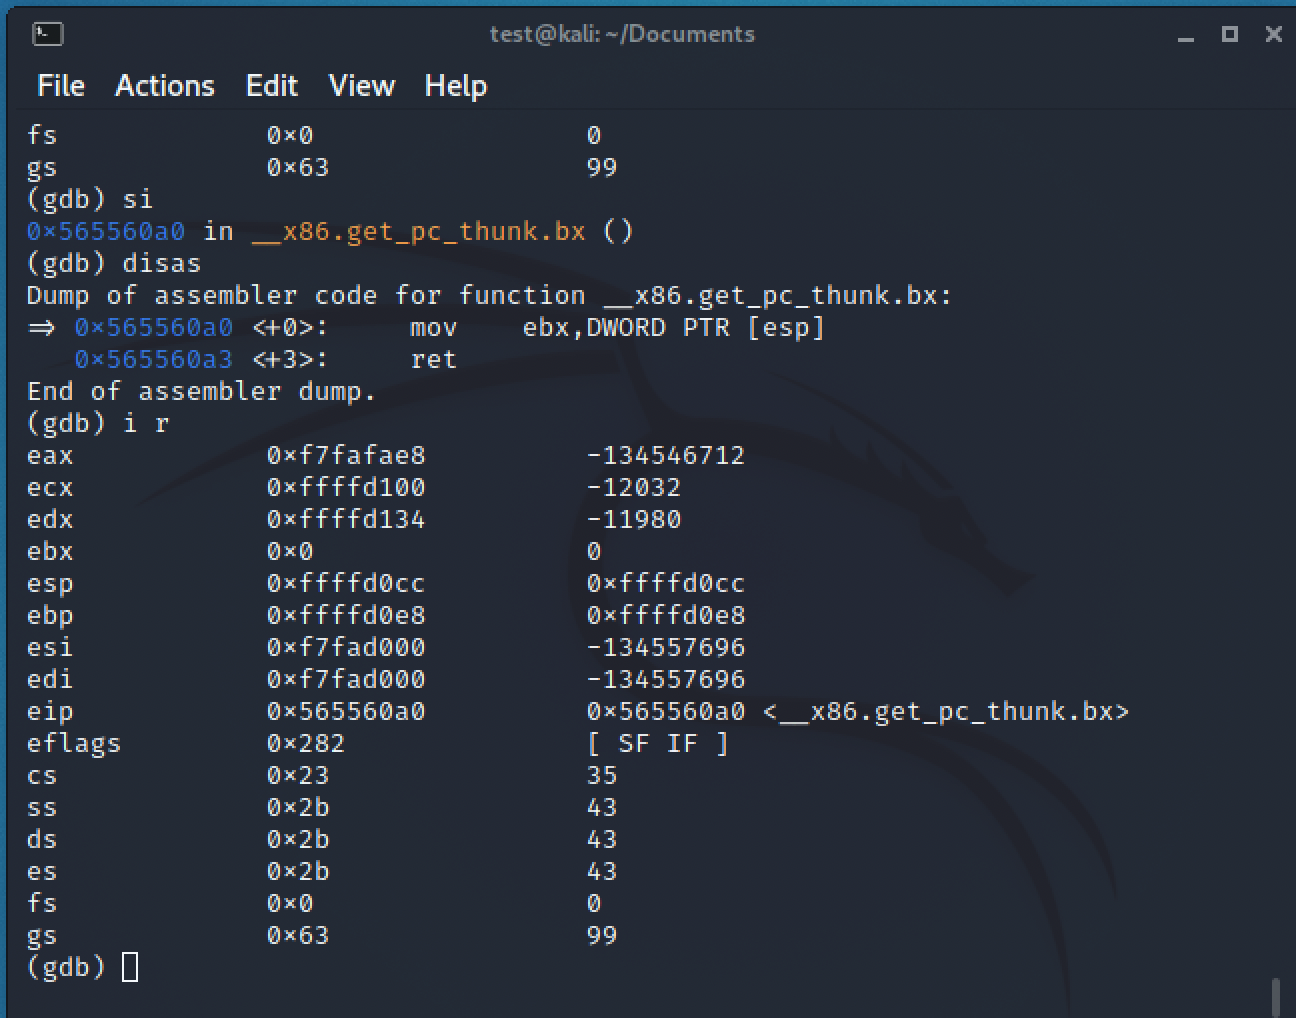 test@kali: ~/Documents
File Actions Edit View Help
fs 0×0 0
gs 0×63 99
(gdb) si
0×565560a0 in __x86.get_pc_thunk.bx ()
(gdb) disas
Dump of assembler code for function __x86.get_pc_thunk.bx:
⇒ 0×565560a0 <+0>: mov ebx,DWORD PTR [esp]
0×565560a3 <+3>: ret
End of assembler dump.
(gdb) i r
eax 0×f7fafae8 -134546712
ecx 0×ffffd100 -12032
edx 0×ffffd134 -11980
ebx 0×0 0
esp 0×ffffd0cc 0×ffffd0cc
ebp 0×ffffd0e8 0×ffffd0e8
esi 0×f7fad000 -134557696
edi 0×f7fad000 -134557696
eip 0×565560a0 0×565560a0 <__x86.get_pc_thunk.bx>
eflags 0×282 [ SF IF ]
cs 0×23 35
ss 0×2b 43
ds 0×2b 43
es 0×2b 43
fs 0×0 0
gs 0×63 99
(gdb)